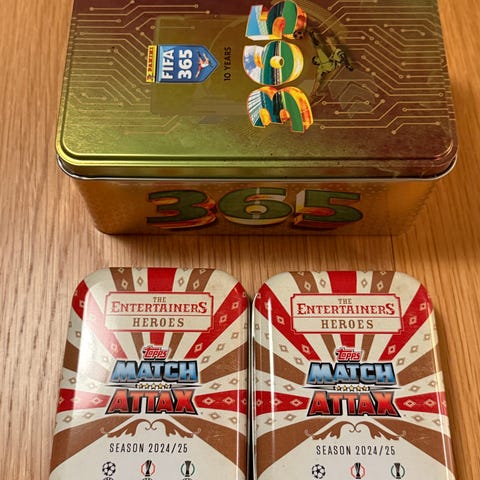 PANINI
FIFA
365
10 YEARS
365
365
THE
ENTERTAINERS
HEROES
Topps
MATCH
ATTAX
SEASON 2024/25
THE
ENTERTAINERS
HEROES
Topps
MATCH
ATTAX
SEASON 2024/25